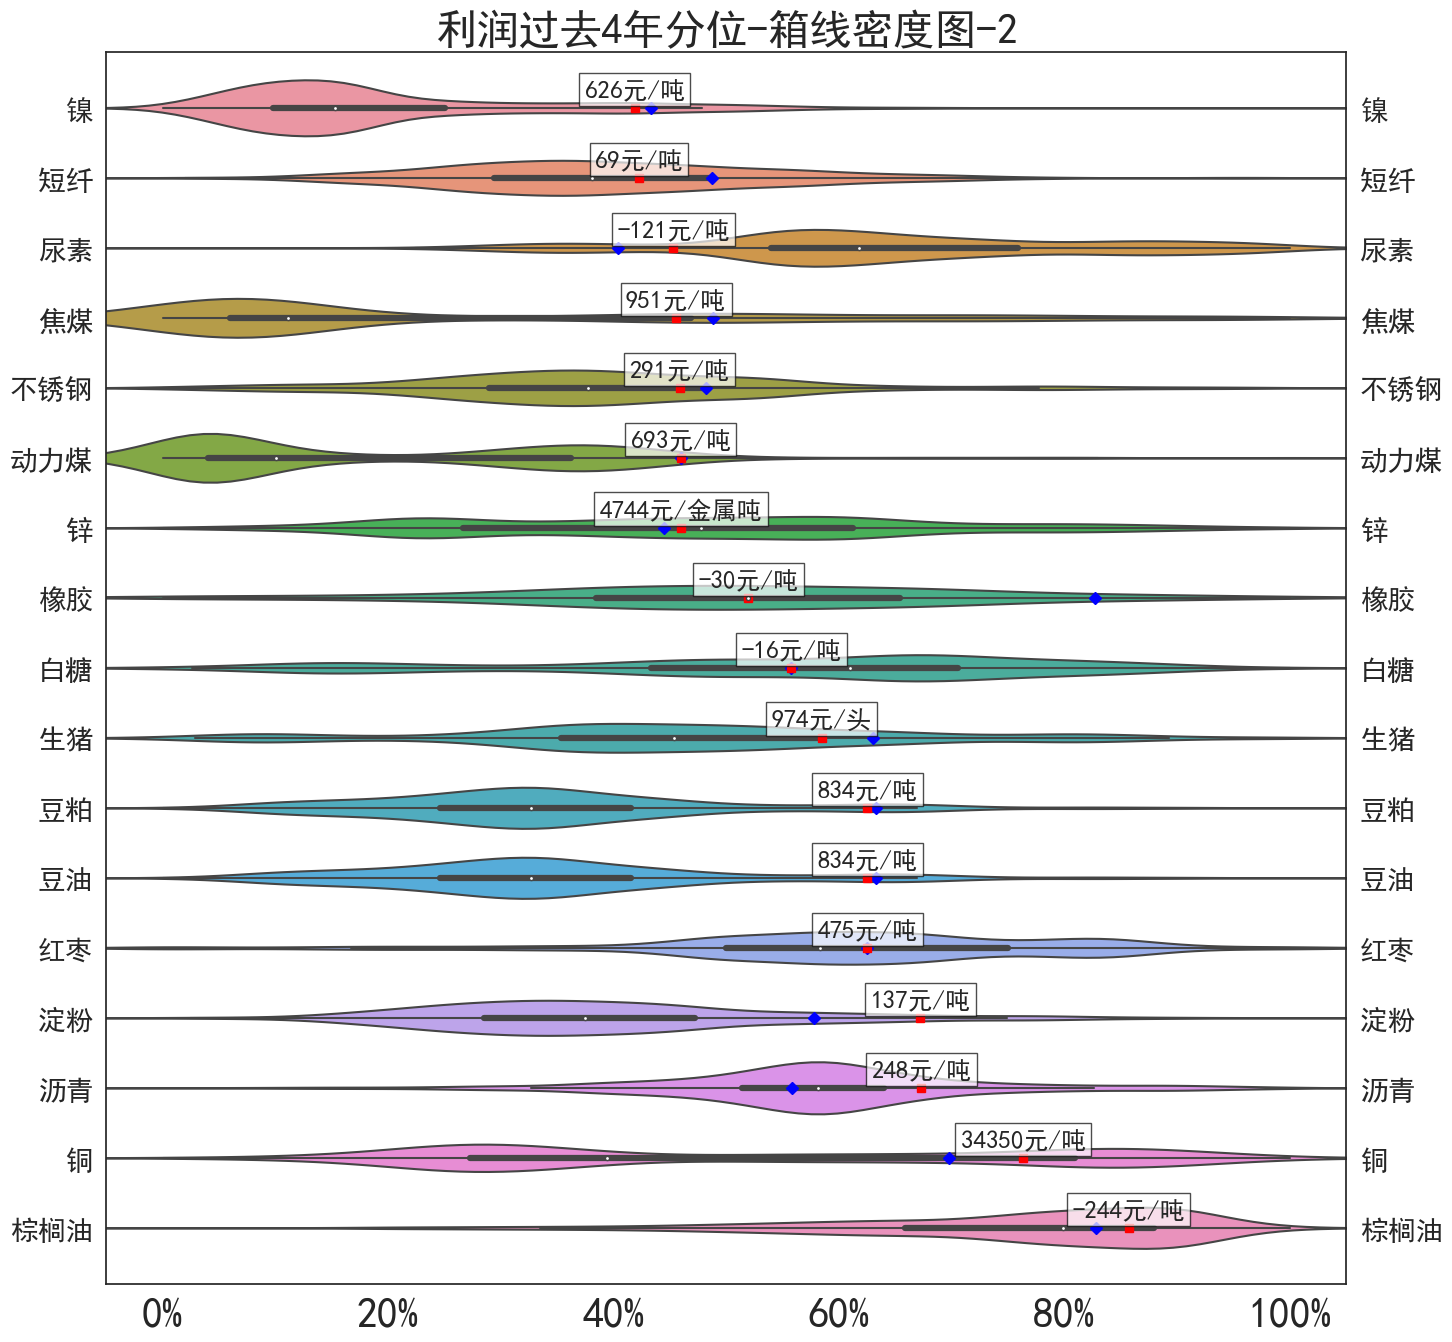 利润过去4年分位-箱线密度图-2
镍 626元/吨 镍
短纤 69元/吨 短纤
尿素 -121元/吨 尿素
焦煤 951元/吨 焦煤
不锈钢 291元/吨 不锈钢
动力煤 693元/吨 动力煤
锌 4744元/金属吨 锌
橡胶 -30元/吨 橡胶
白糖 -16元/吨 白糖
生猪 974元/头 生猪
豆粕 834元/吨 豆粕
豆油 834元/吨 豆油
红枣 475元/吨 红枣
淀粉 137元/吨 淀粉
沥青 248元/吨 沥青
铜 34350元/吨 铜
棕榈油 -244元/吨 棕榈油
0% 20% 40% 60% 80% 100%